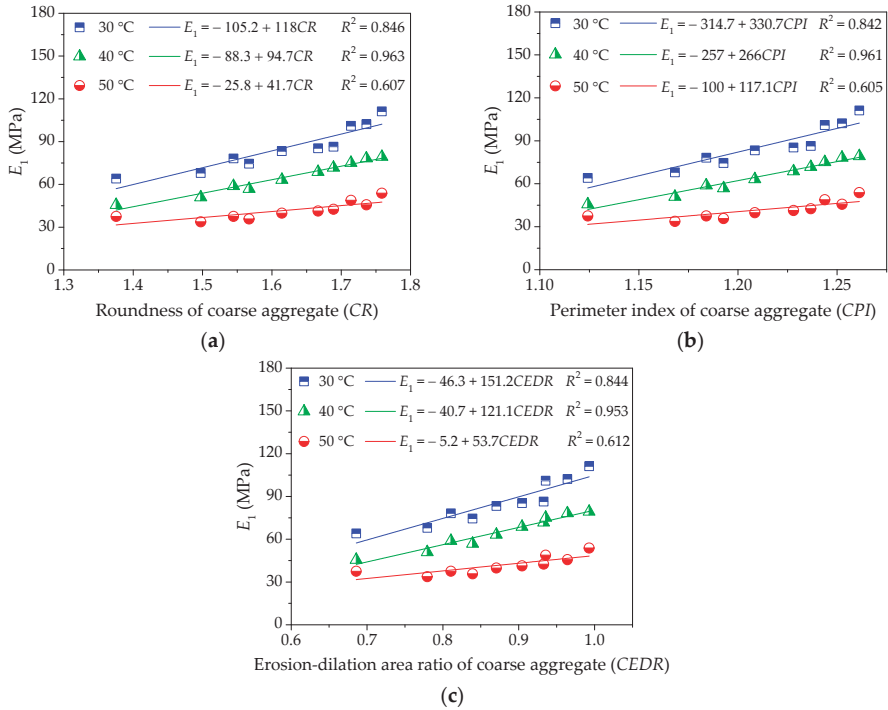 180
150
120
90
60
30
0
E₁ (MPa)
30 °C E₁ = − 105.2 + 118CR R² = 0.846
40 °C E₁ = − 88.3 + 94.7CR R² = 0.963
50 °C E₁ = − 25.8 + 41.7CR R² = 0.607
1.3 1.4 1.5 1.6 1.7 1.8
Roundness of coarse aggregate (CR)
(a)
180
150
120
90
60
30
0
E₁ (MPa)
30 °C E₁ = − 314.7 + 330.7CPI R² = 0.842
40 °C E₁ = − 257 + 266CPI R² = 0.961
50 °C E₁ = − 100 + 117.1CPI R² = 0.605
1.10 1.15 1.20 1.25
Perimeter index of coarse aggregate (CPI)
(b)
180
150
120
90
60
30
0
E₁ (MPa)
30 °C E₁ = − 46.3 + 151.2CEDR R² = 0.844
40 °C E₁ = − 40.7 + 121.1CEDR R² = 0.953
50 °C E₁ = − 5.2 + 53.7CEDR R² = 0.612
0.6 0.7 0.8 0.9 1.0
Erosion-dilation area ratio of coarse aggregate (CEDR)
(c)